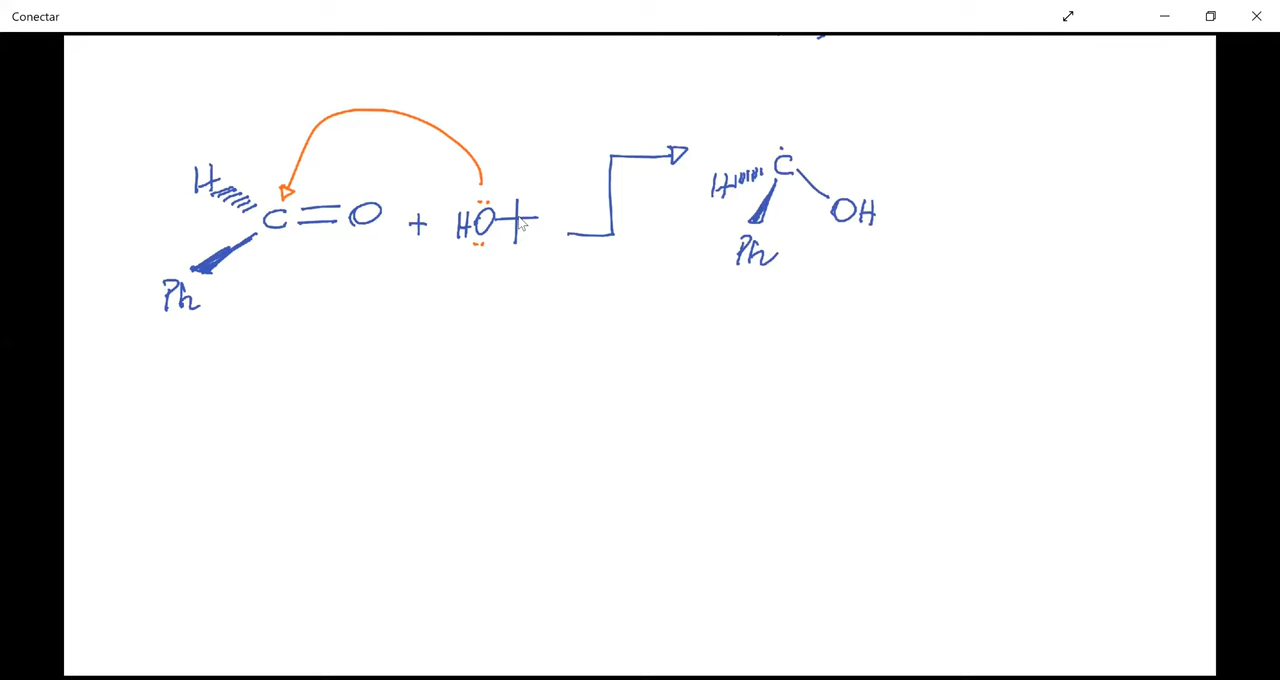 Conectar
H
C=O + HO
Ph
H C OH
Ph